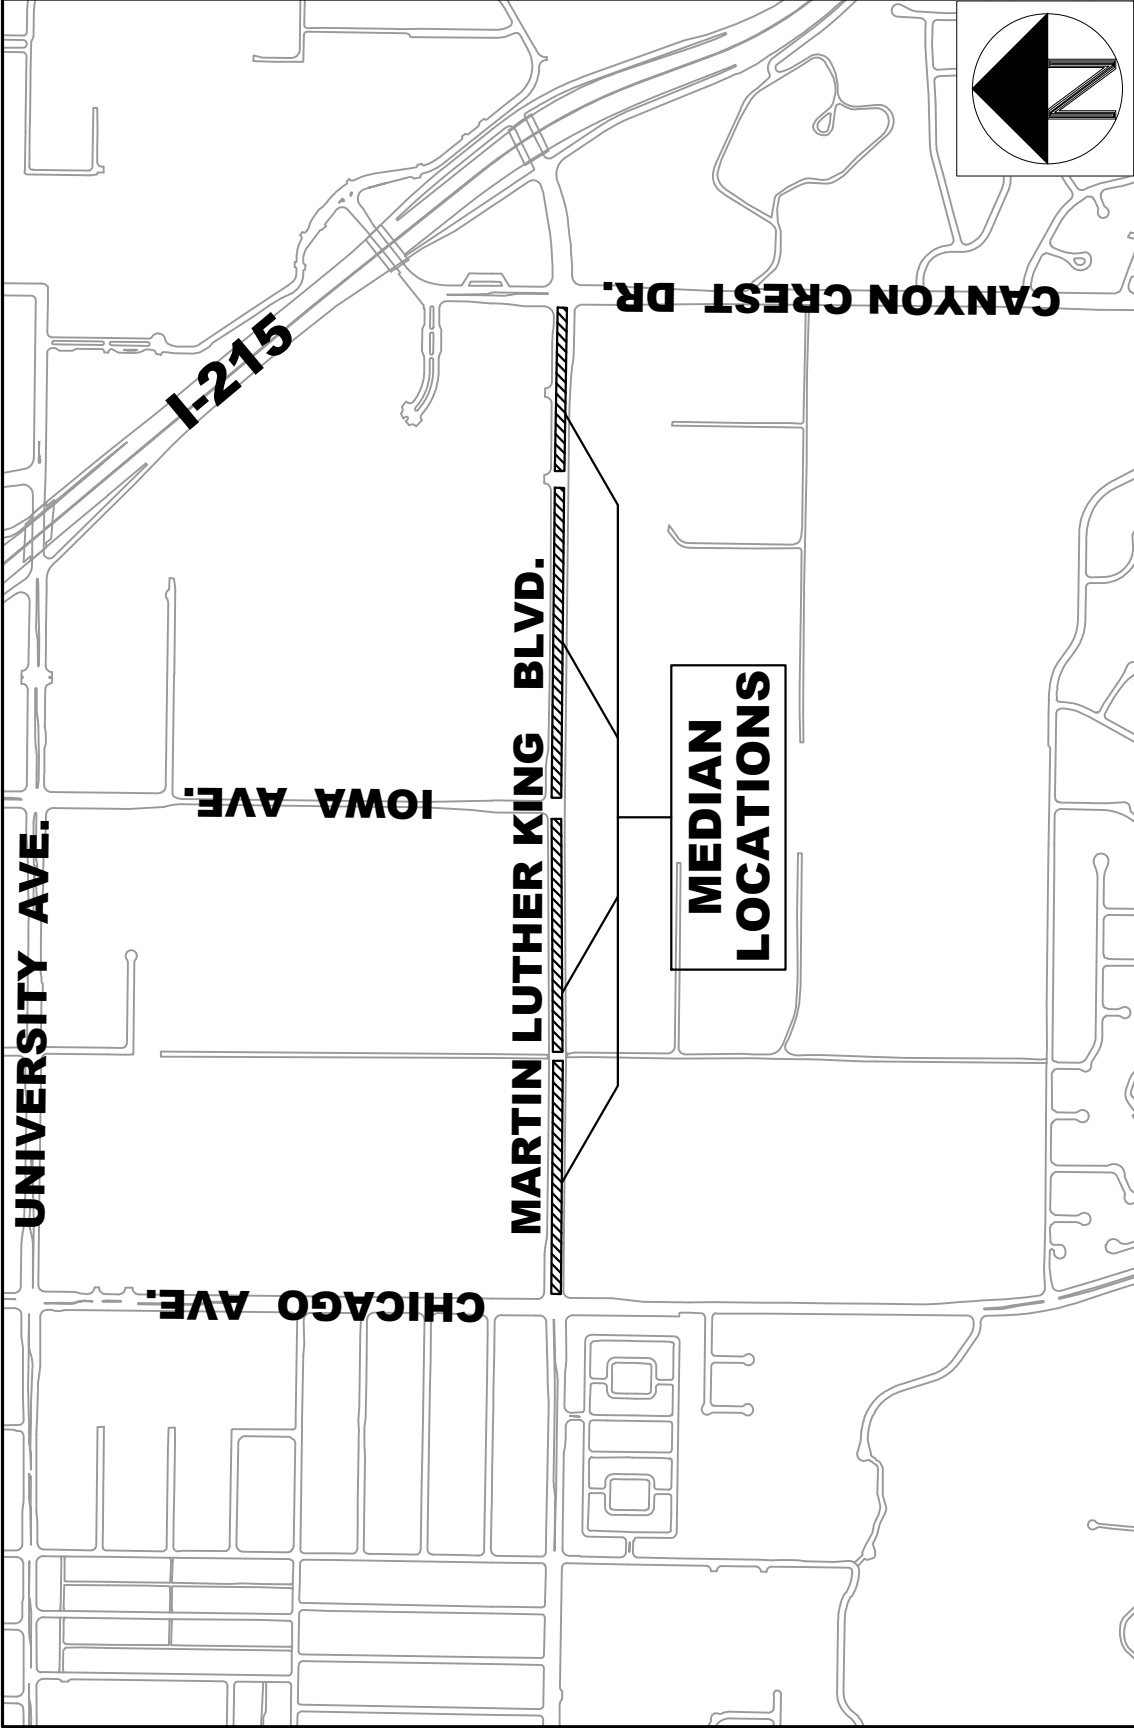 N
CANYON CREST DR.
I-215
MARTIN LUTHER KING BLVD.
IOWA AVE.
MEDIAN
LOCATIONS
UNIVERSITY AVE.
CHICAGO AVE.